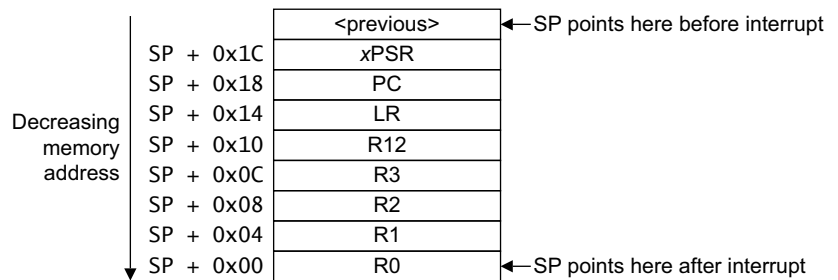 <previous> SP points here before interrupt
SP + 0x1C xPSR
SP + 0x18 PC
SP + 0x14 LR
Decreasing
memory
address
SP + 0x10 R12
SP + 0x0C R3
SP + 0x08 R2
SP + 0x04 R1
SP + 0x00 R0 SP points here after interrupt